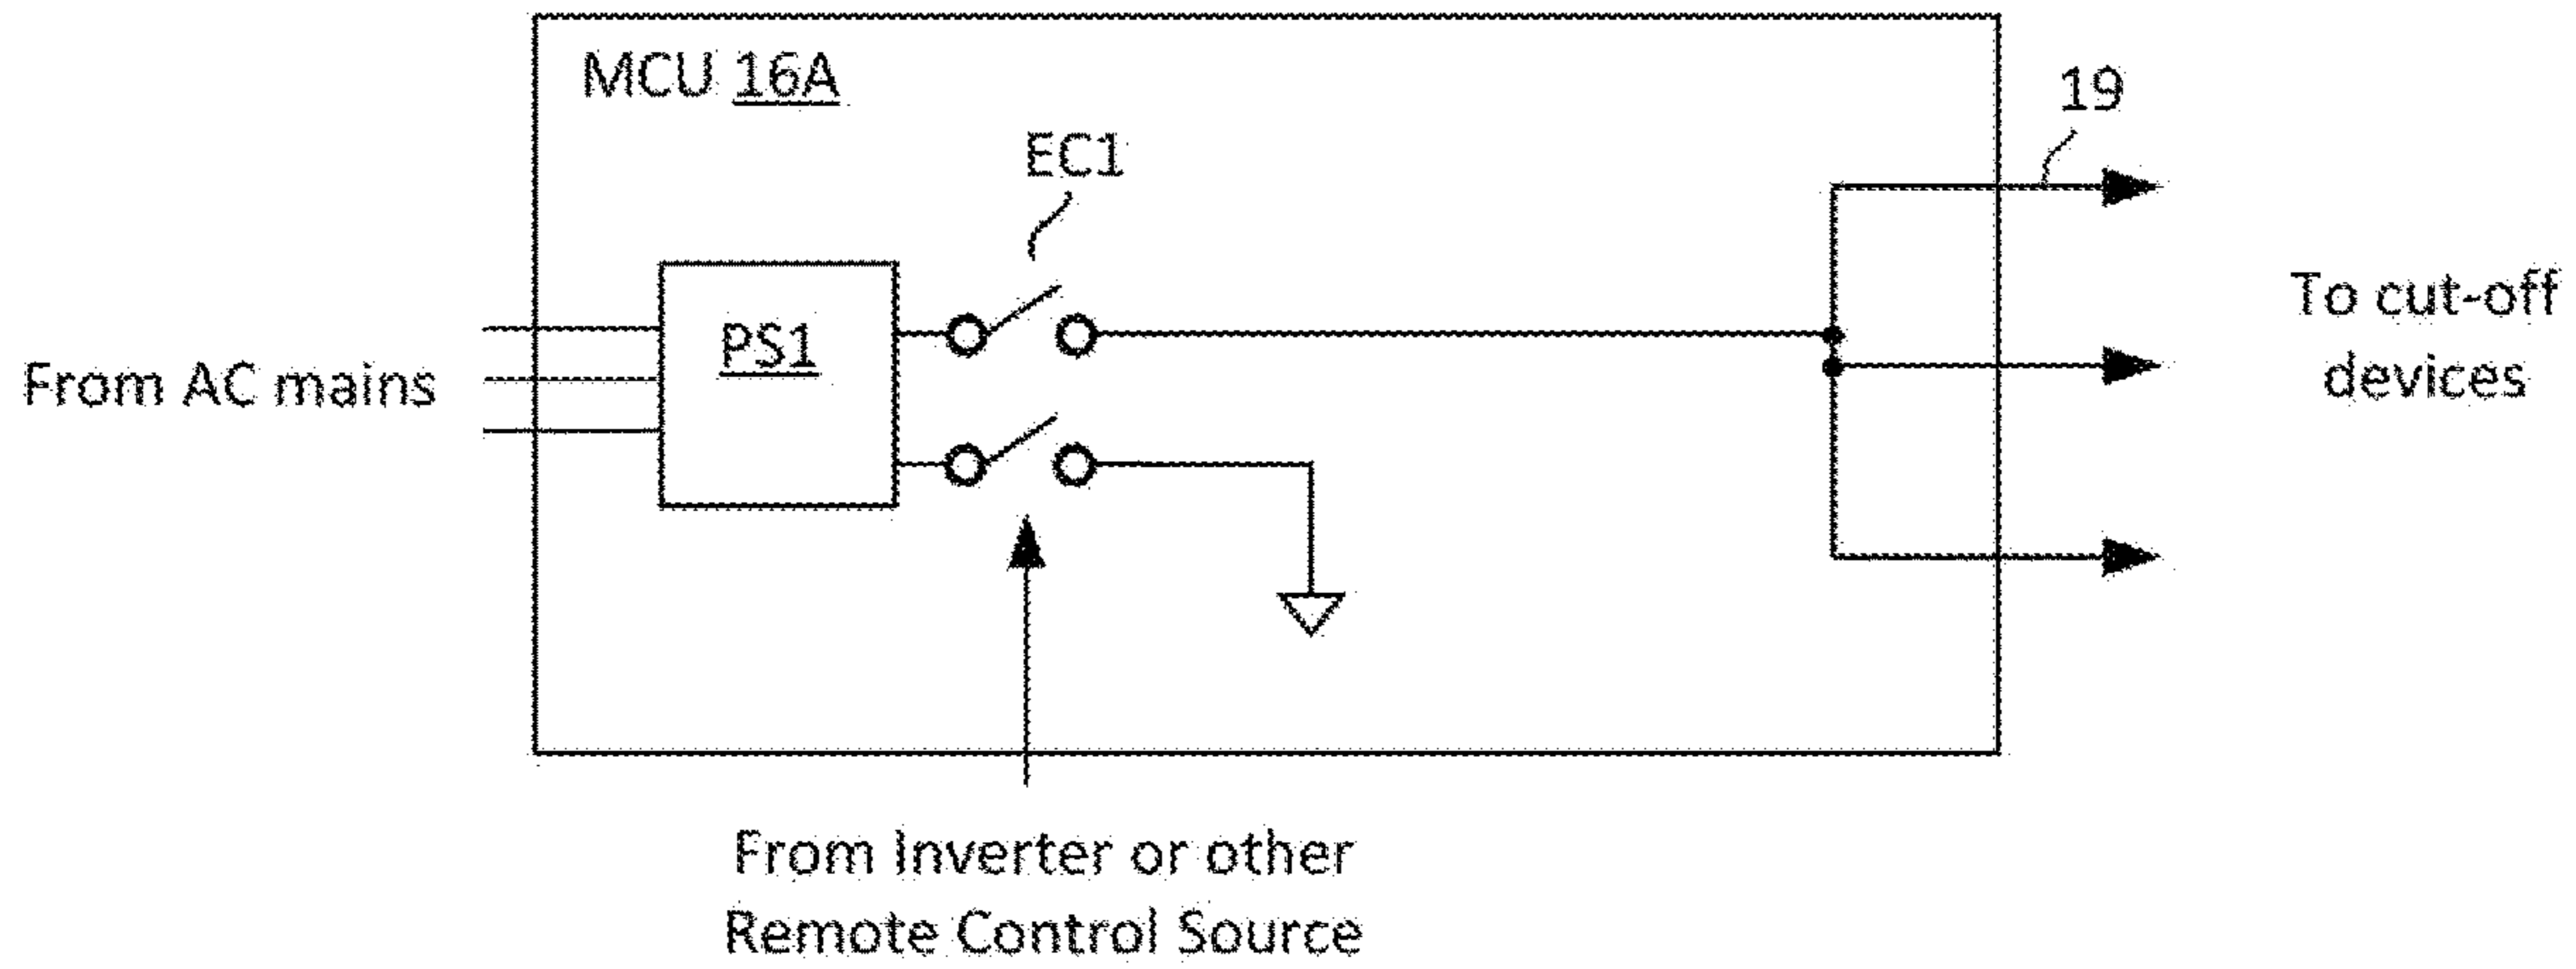 MCU 16A
19
EC1
PS1
To cut-off
devices
From AC mains
From Inverter or other
Remote Control Source